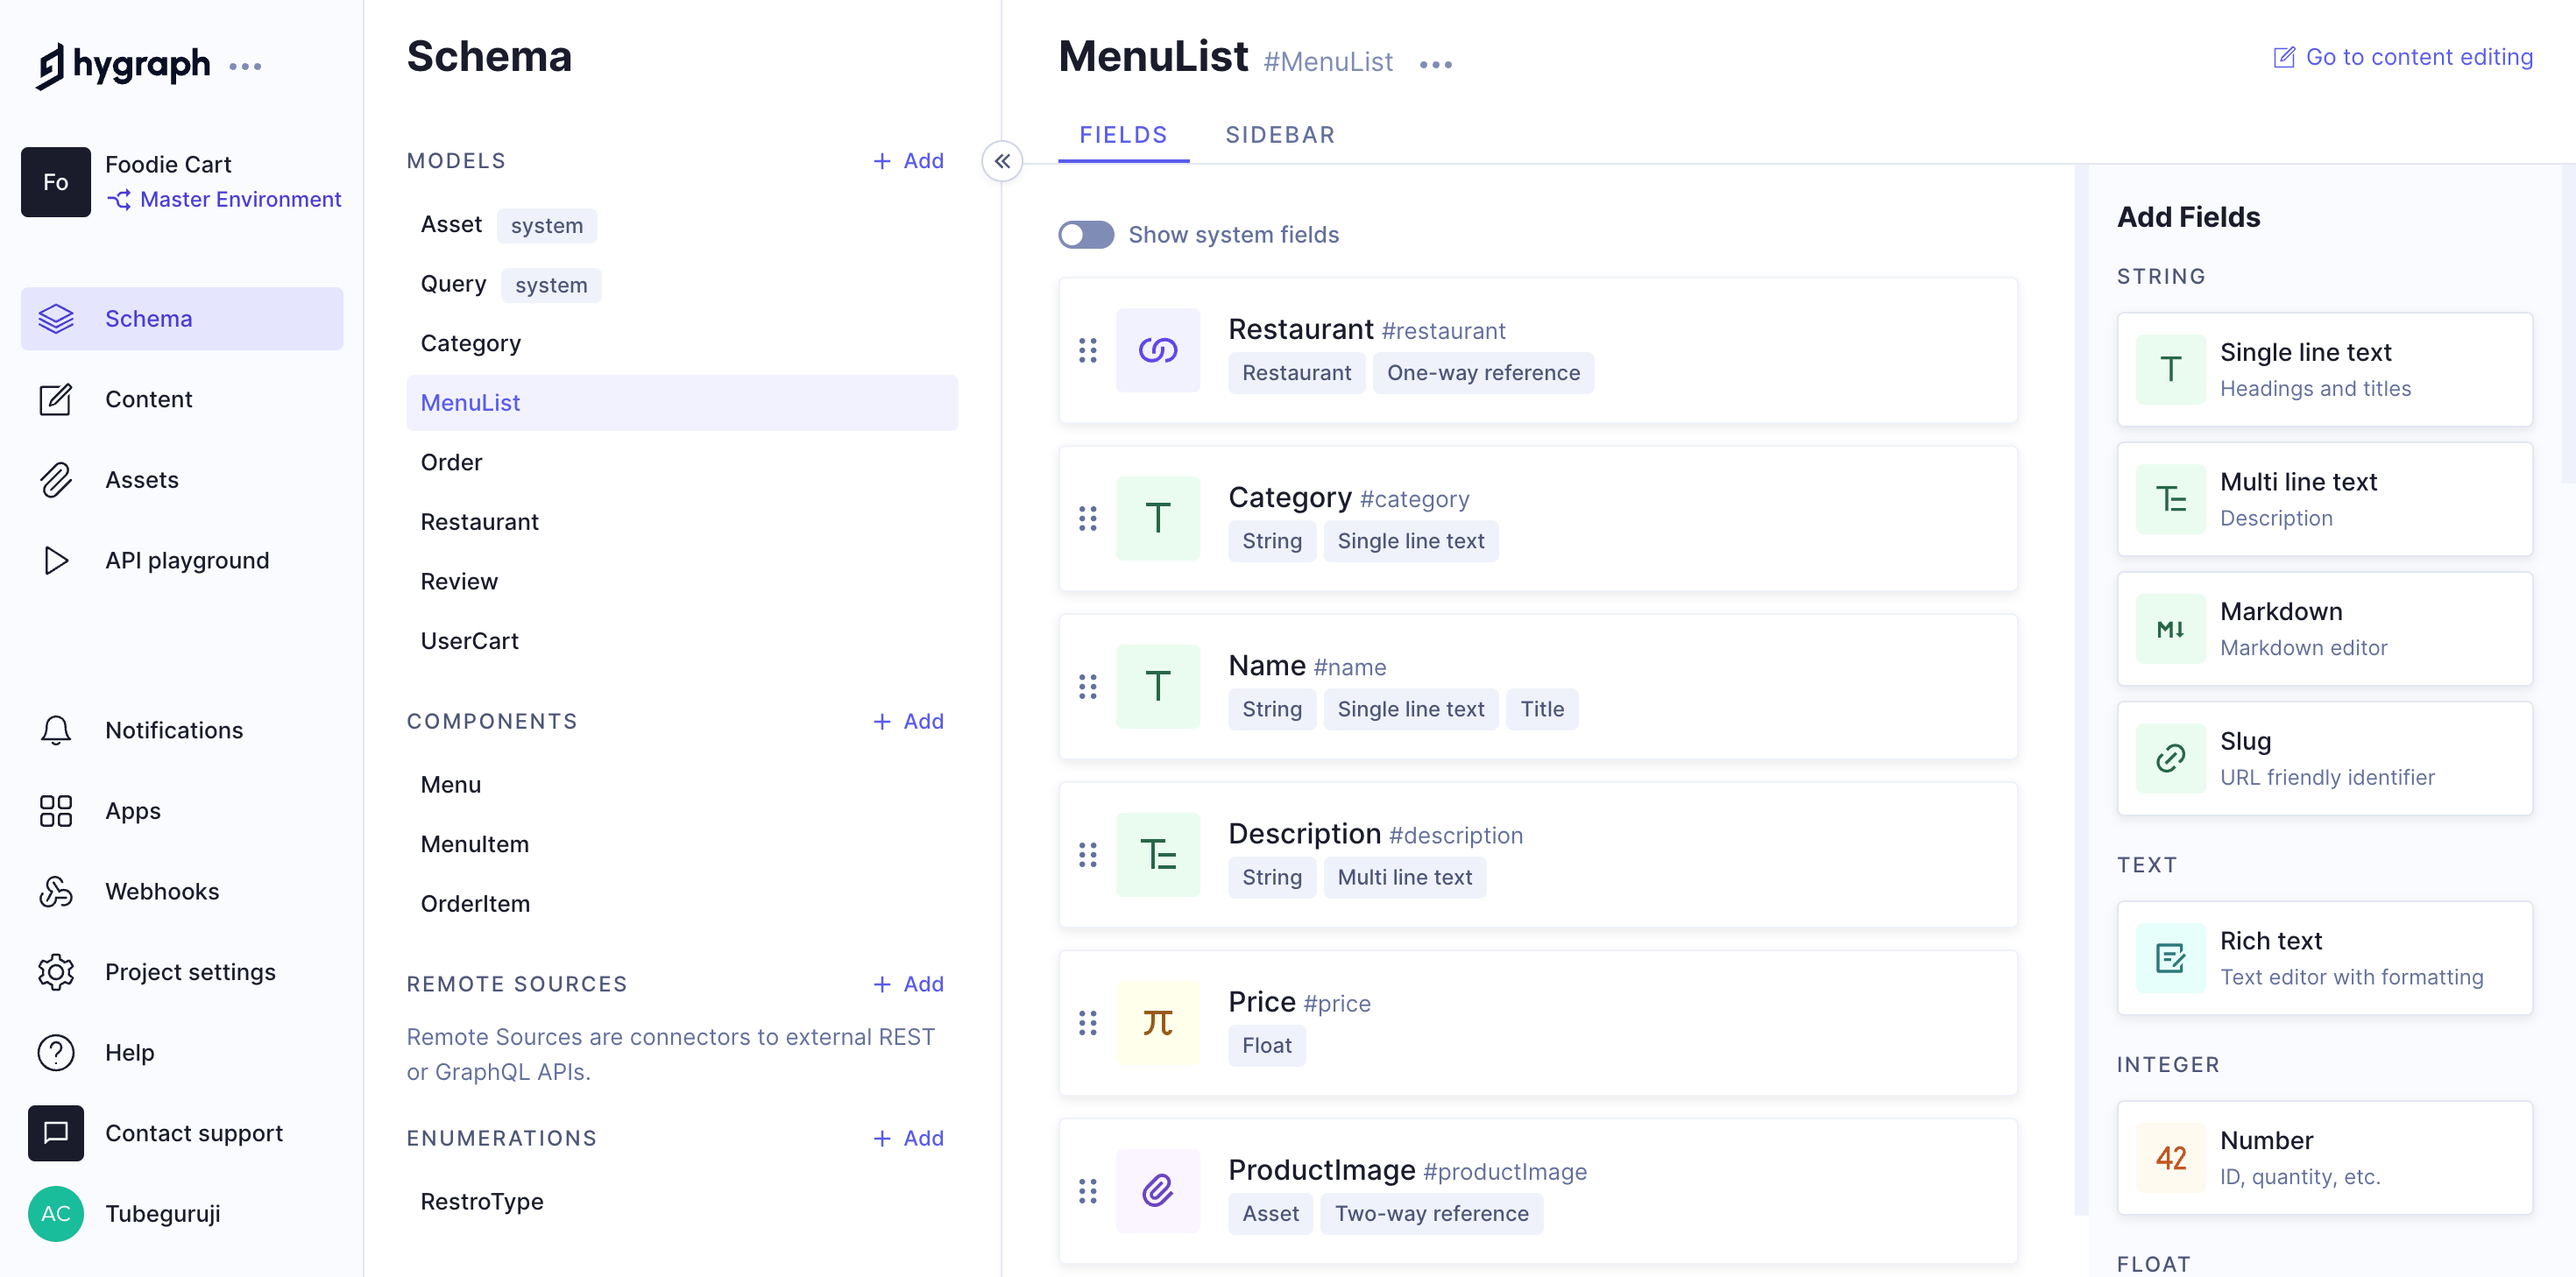 hygraph
Fo
Foodie Cart
Master Environment
Schema
Content
Assets
API playground
Notifications
Apps
Webhooks
Project settings
Help
Contact support
AC
Tubeguruji
Schema
MODELS
+ Add
Asset system
Query system
Category
MenuList
Order
Restaurant
Review
UserCart
COMPONENTS
+ Add
Menu
MenuItem
OrderItem
REMOTE SOURCES
+ Add
Remote Sources are connectors to external REST
or GraphQL APIs.
ENUMERATIONS
+ Add
RestroType
MenuList #MenuList
Go to content editing
FIELDS SIDEBAR
Show system fields
Restaurant #restaurant
Restaurant One-way reference
T
Category #category
String Single line text
T
Name #name
String Single line text Title
T
Description #description
String Multi line text
π
Price #price
Float
ProductImage #productImage
Asset Two-way reference
Add Fields
STRING
T
Single line text
Headings and titles
T
Multi line text
Description
M↓
Markdown
Markdown editor
Slug
URL friendly identifier
TEXT
Rich text
Text editor with formatting
INTEGER
42
Number
ID, quantity, etc.
FLOAT